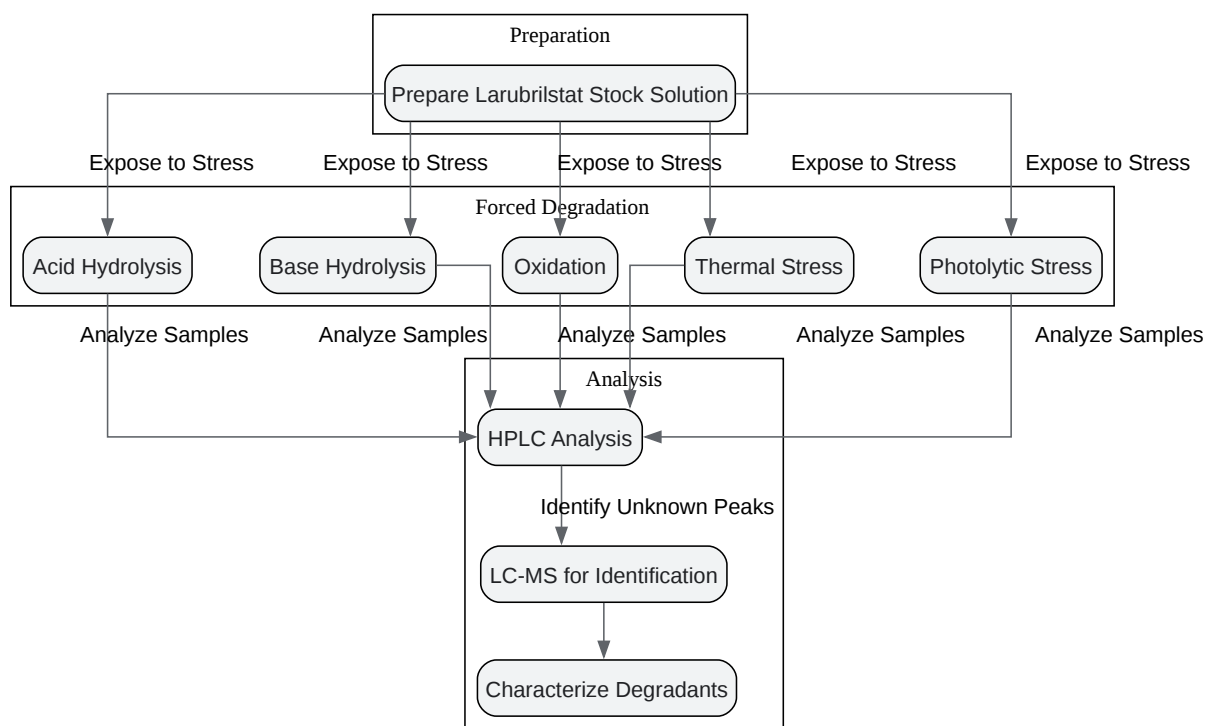 Preparation
Prepare Larubrilstat Stock Solution
Expose to Stress
Expose to Stress
Expose to Stress
Expose to Stress
Expose to Stress
Forced Degradation
Acid Hydrolysis
Base Hydrolysis
Oxidation
Thermal Stress
Photolytic Stress
Analyze Samples
Analyze Samples
Analyze Samples
Analyze Samples
Analyze Samples
Analysis
HPLC Analysis
Identify Unknown Peaks
LC-MS for Identification
Characterize Degradants